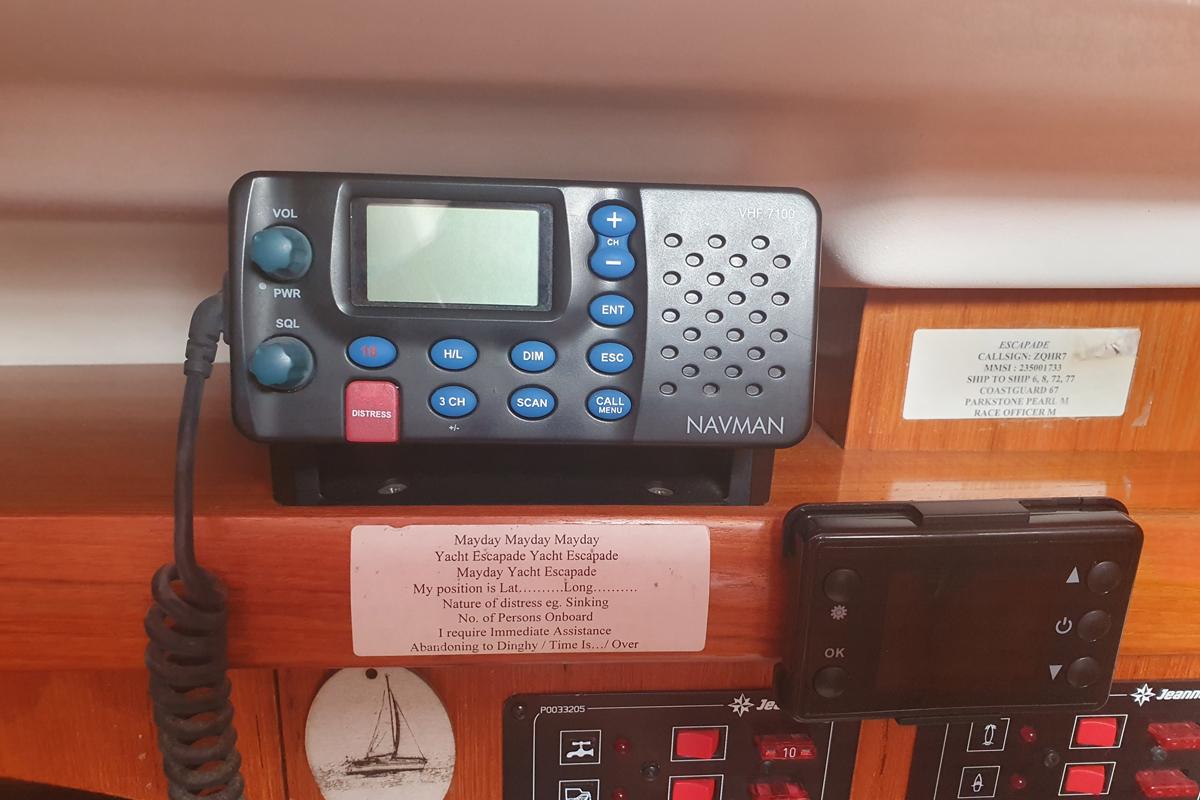 VOL
VHF 7100
+
CH
−
PWR
ENT
SQL
16
H/L
DIM
ESC
DISTRESS
3 CH
SCAN
CALL
MENU
+/-
NAVMAN
ESCAPADE
CALLSIGN: ZQHR7
MMSI : 235001733
SHIP TO SHIP 6, 8, 72, 77
COASTGUARD 67
PARKSTONE PEARL M
RACE OFFICER M
Mayday Mayday Mayday
Yacht Escapade Yacht Escapade
Mayday Yacht Escapade
My position is Lat..........Long..........
Nature of distress eg. Sinking
No. of Persons Onboard
I require Immediate Assistance
Abandoning to Dinghy / Time Is.../ Over
OK
P0033205
Je
Jeann
10